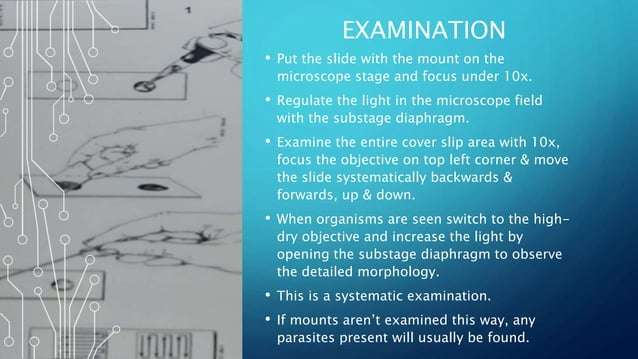 1
EXAMINATION
• Put the slide with the mount on the
microscope stage and focus under 10x.
• Regulate the light in the microscope field
with the substage diaphragm.
• Examine the entire cover slip area with 10x,
focus the objective on top left corner & move
the slide systematically backwards &
forwards, up & down.
• When organisms are seen switch to the high-
dry objective and increase the light by
opening the substage diaphragm to observe
the detailed morphology.
• This is a systematic examination.
• If mounts aren’t examined this way, any
parasites present will usually be found.